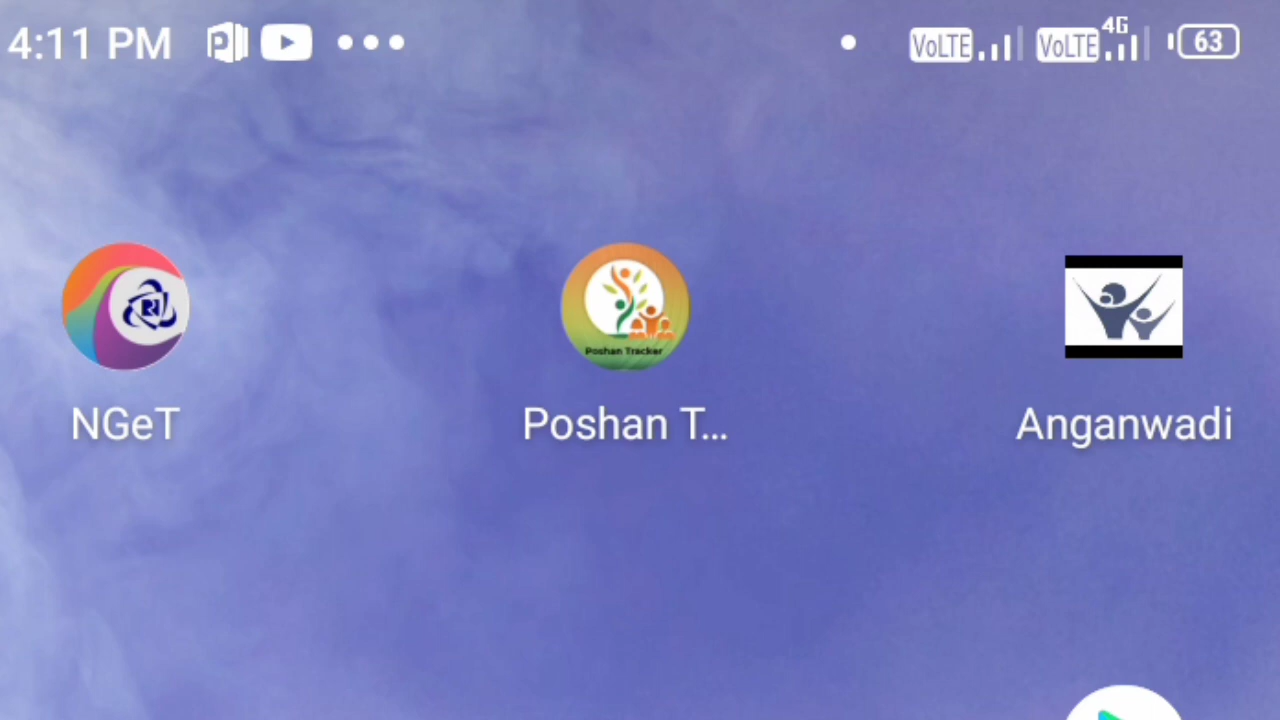 4:11 PM VoLTE VoLTE 4G 63
Poshan Tracker
NGeT Poshan T... Anganwadi